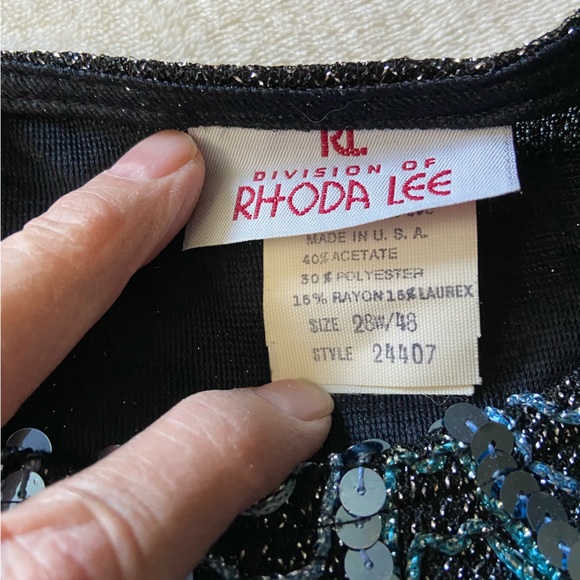 RL
DIVISION OF
RHODA LEE
MADE IN U. S. A.
40% ACETATE
30% POLYESTER
15% RAYON 15% LAUREX
SIZE 28W/48
STYLE 24407